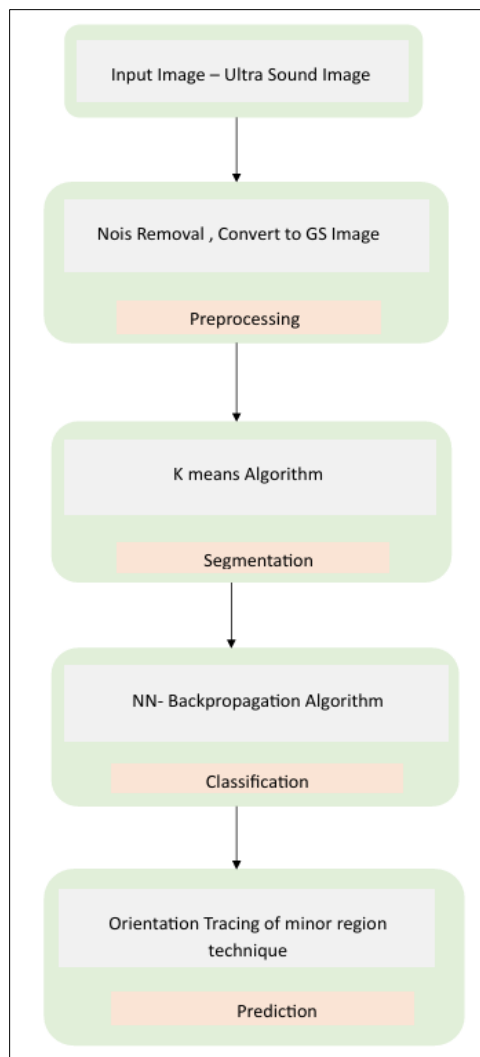 Input Image – Ultra Sound Image
Nois Removal , Convert to GS Image
Preprocessing
K means Algorithm
Segmentation
NN- Backpropagation Algorithm
Classification
Orientation Tracing of minor region
technique
Prediction